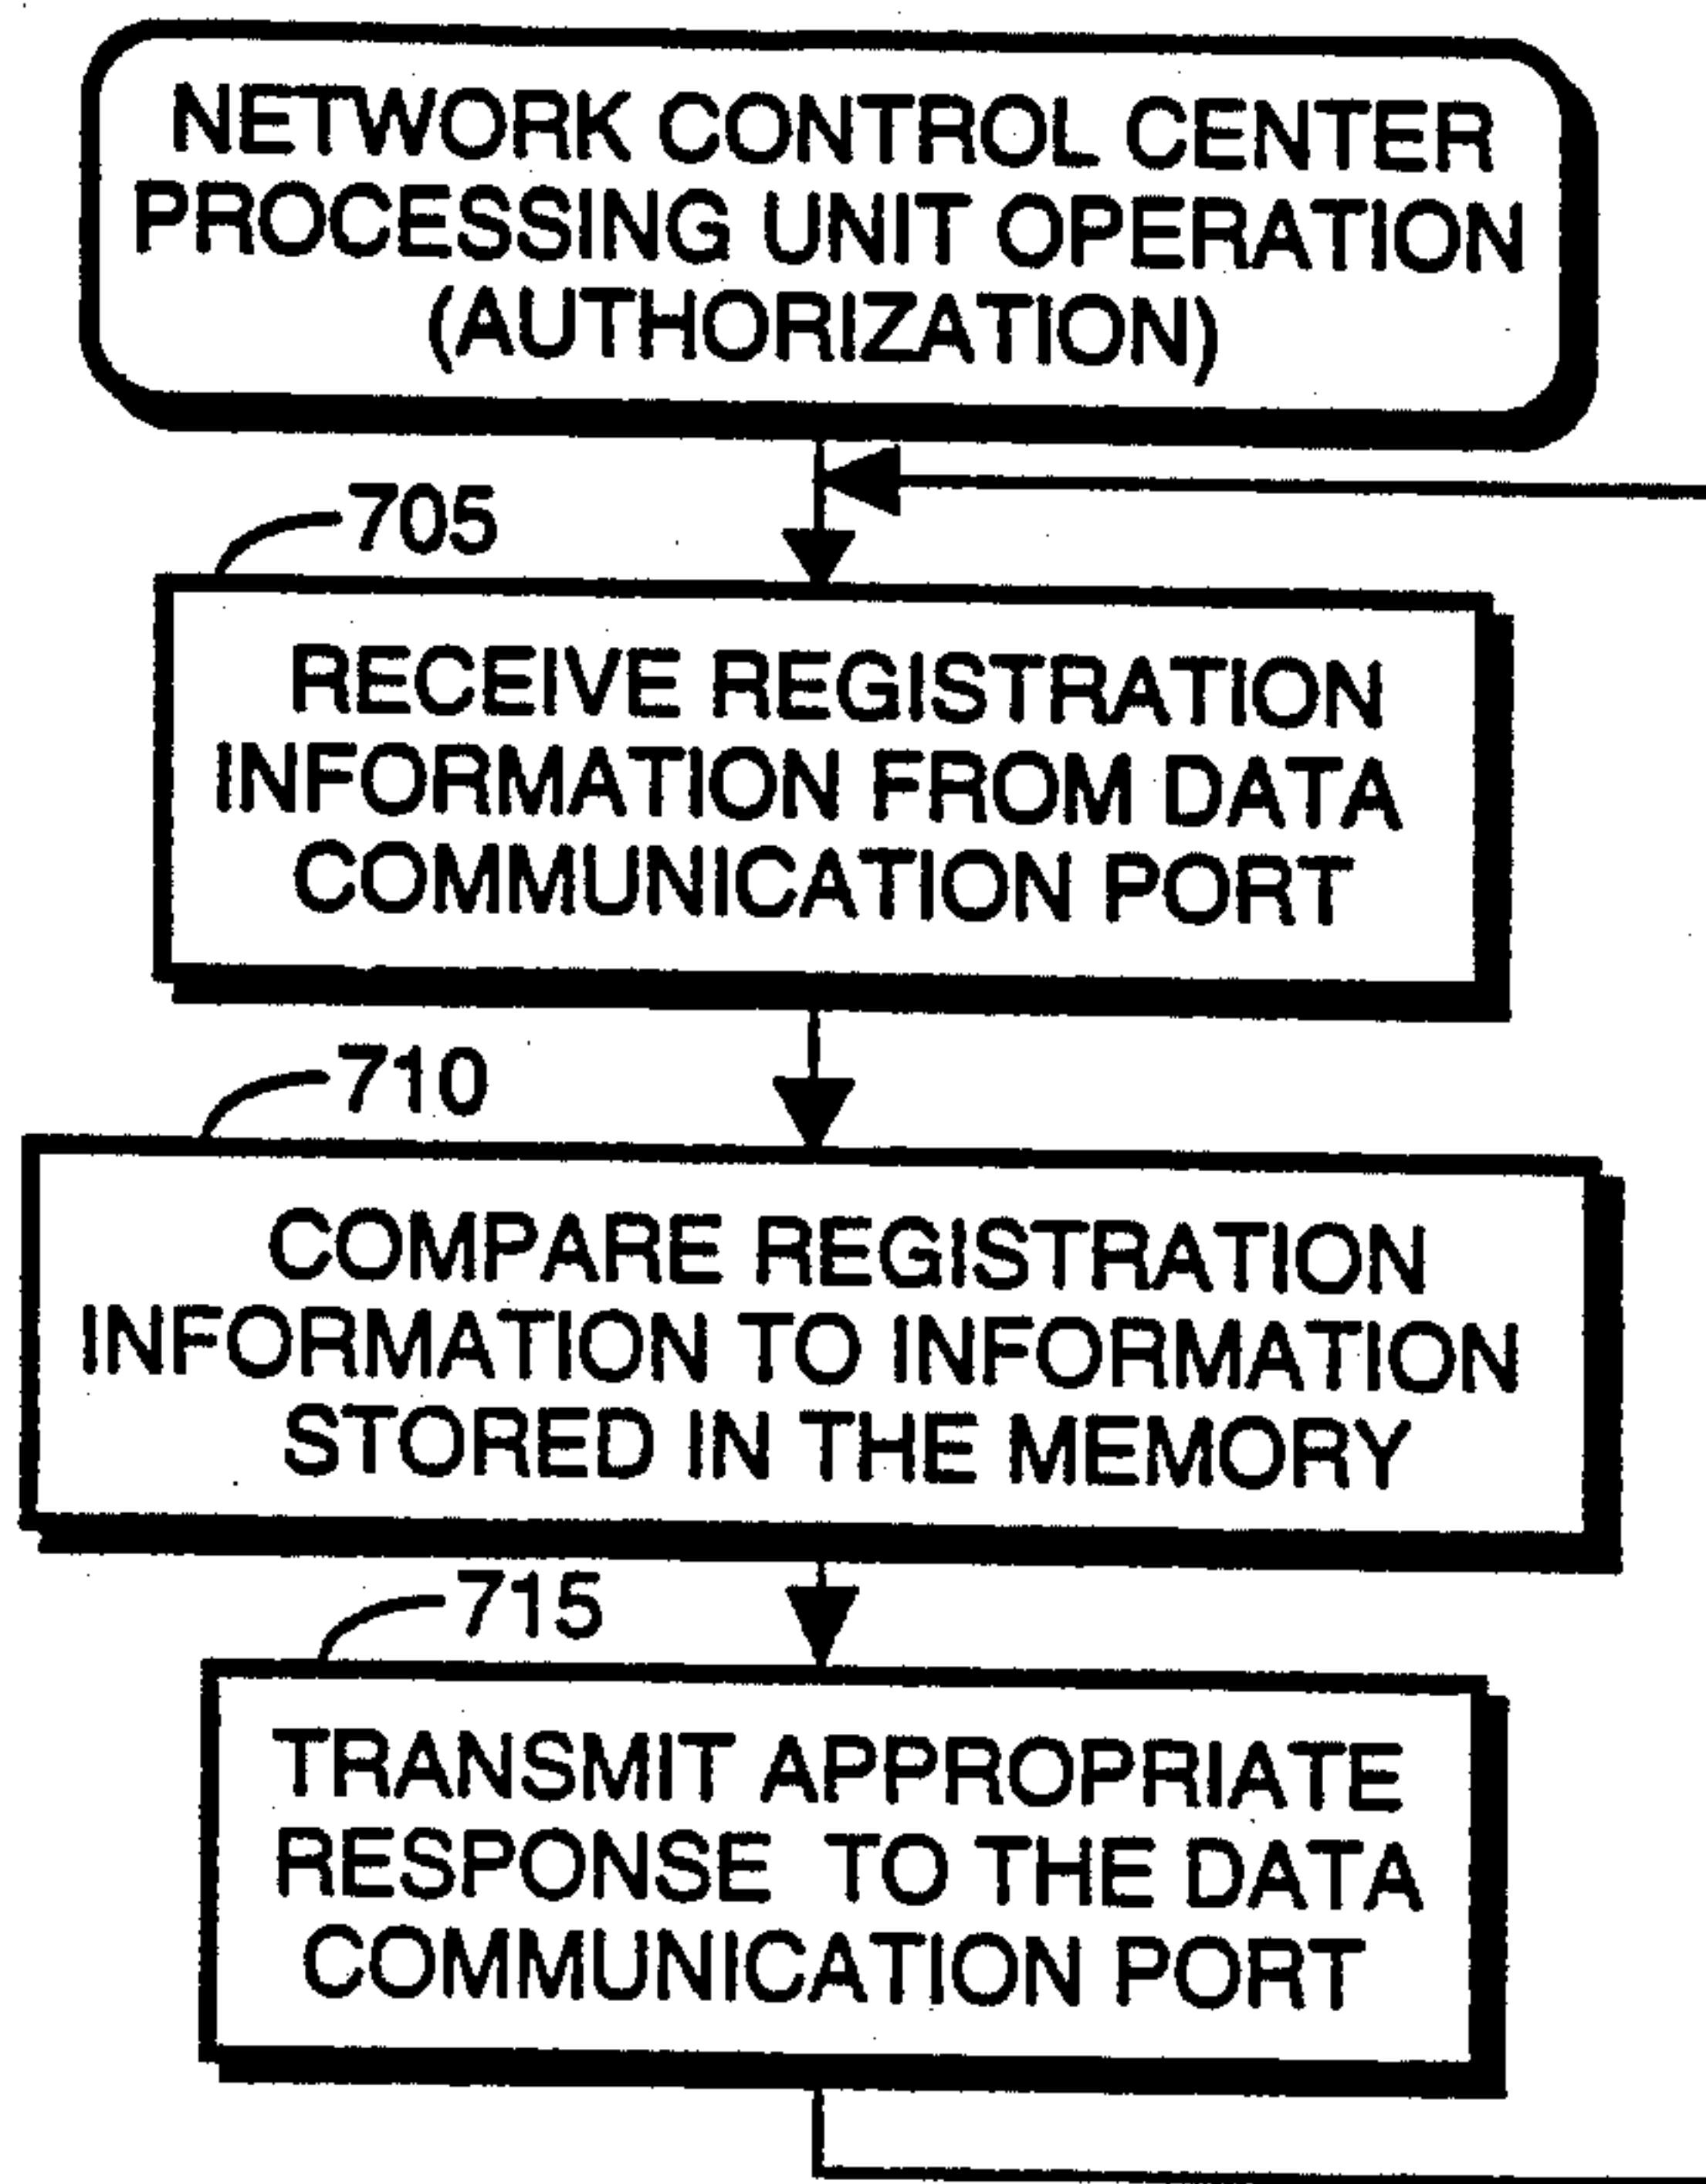 NETWORK CONTROL CENTER
PROCESSING UNIT OPERATION
(AUTHORIZATION)
705
RECEIVE REGISTRATION
INFORMATION FROM DATA
COMMUNICATION PORT
710
COMPARE REGISTRATION
INFORMATION TO INFORMATION
STORED IN THE MEMORY
715
TRANSMIT APPROPRIATE
RESPONSE TO THE DATA
COMMUNICATION PORT